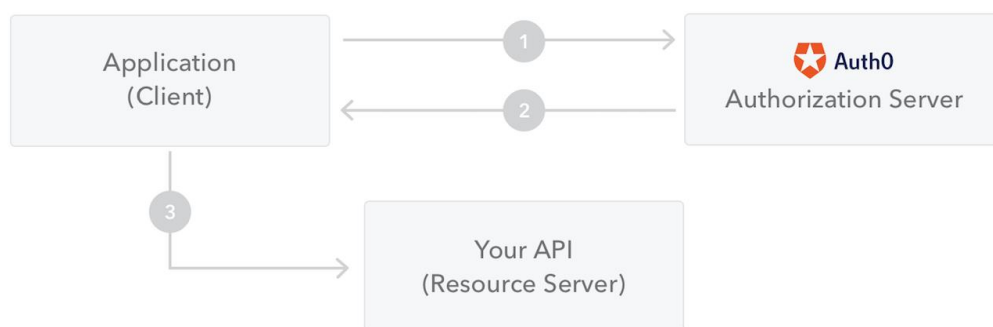 Application
(Client)
1
Auth0
Authorization Server
2
3
Your API
(Resource Server)